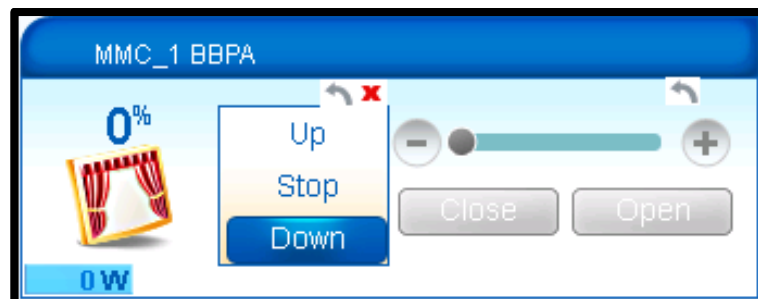 MMC_1 BBPA
0%
Up
Stop
Down
Close
Open
0 W